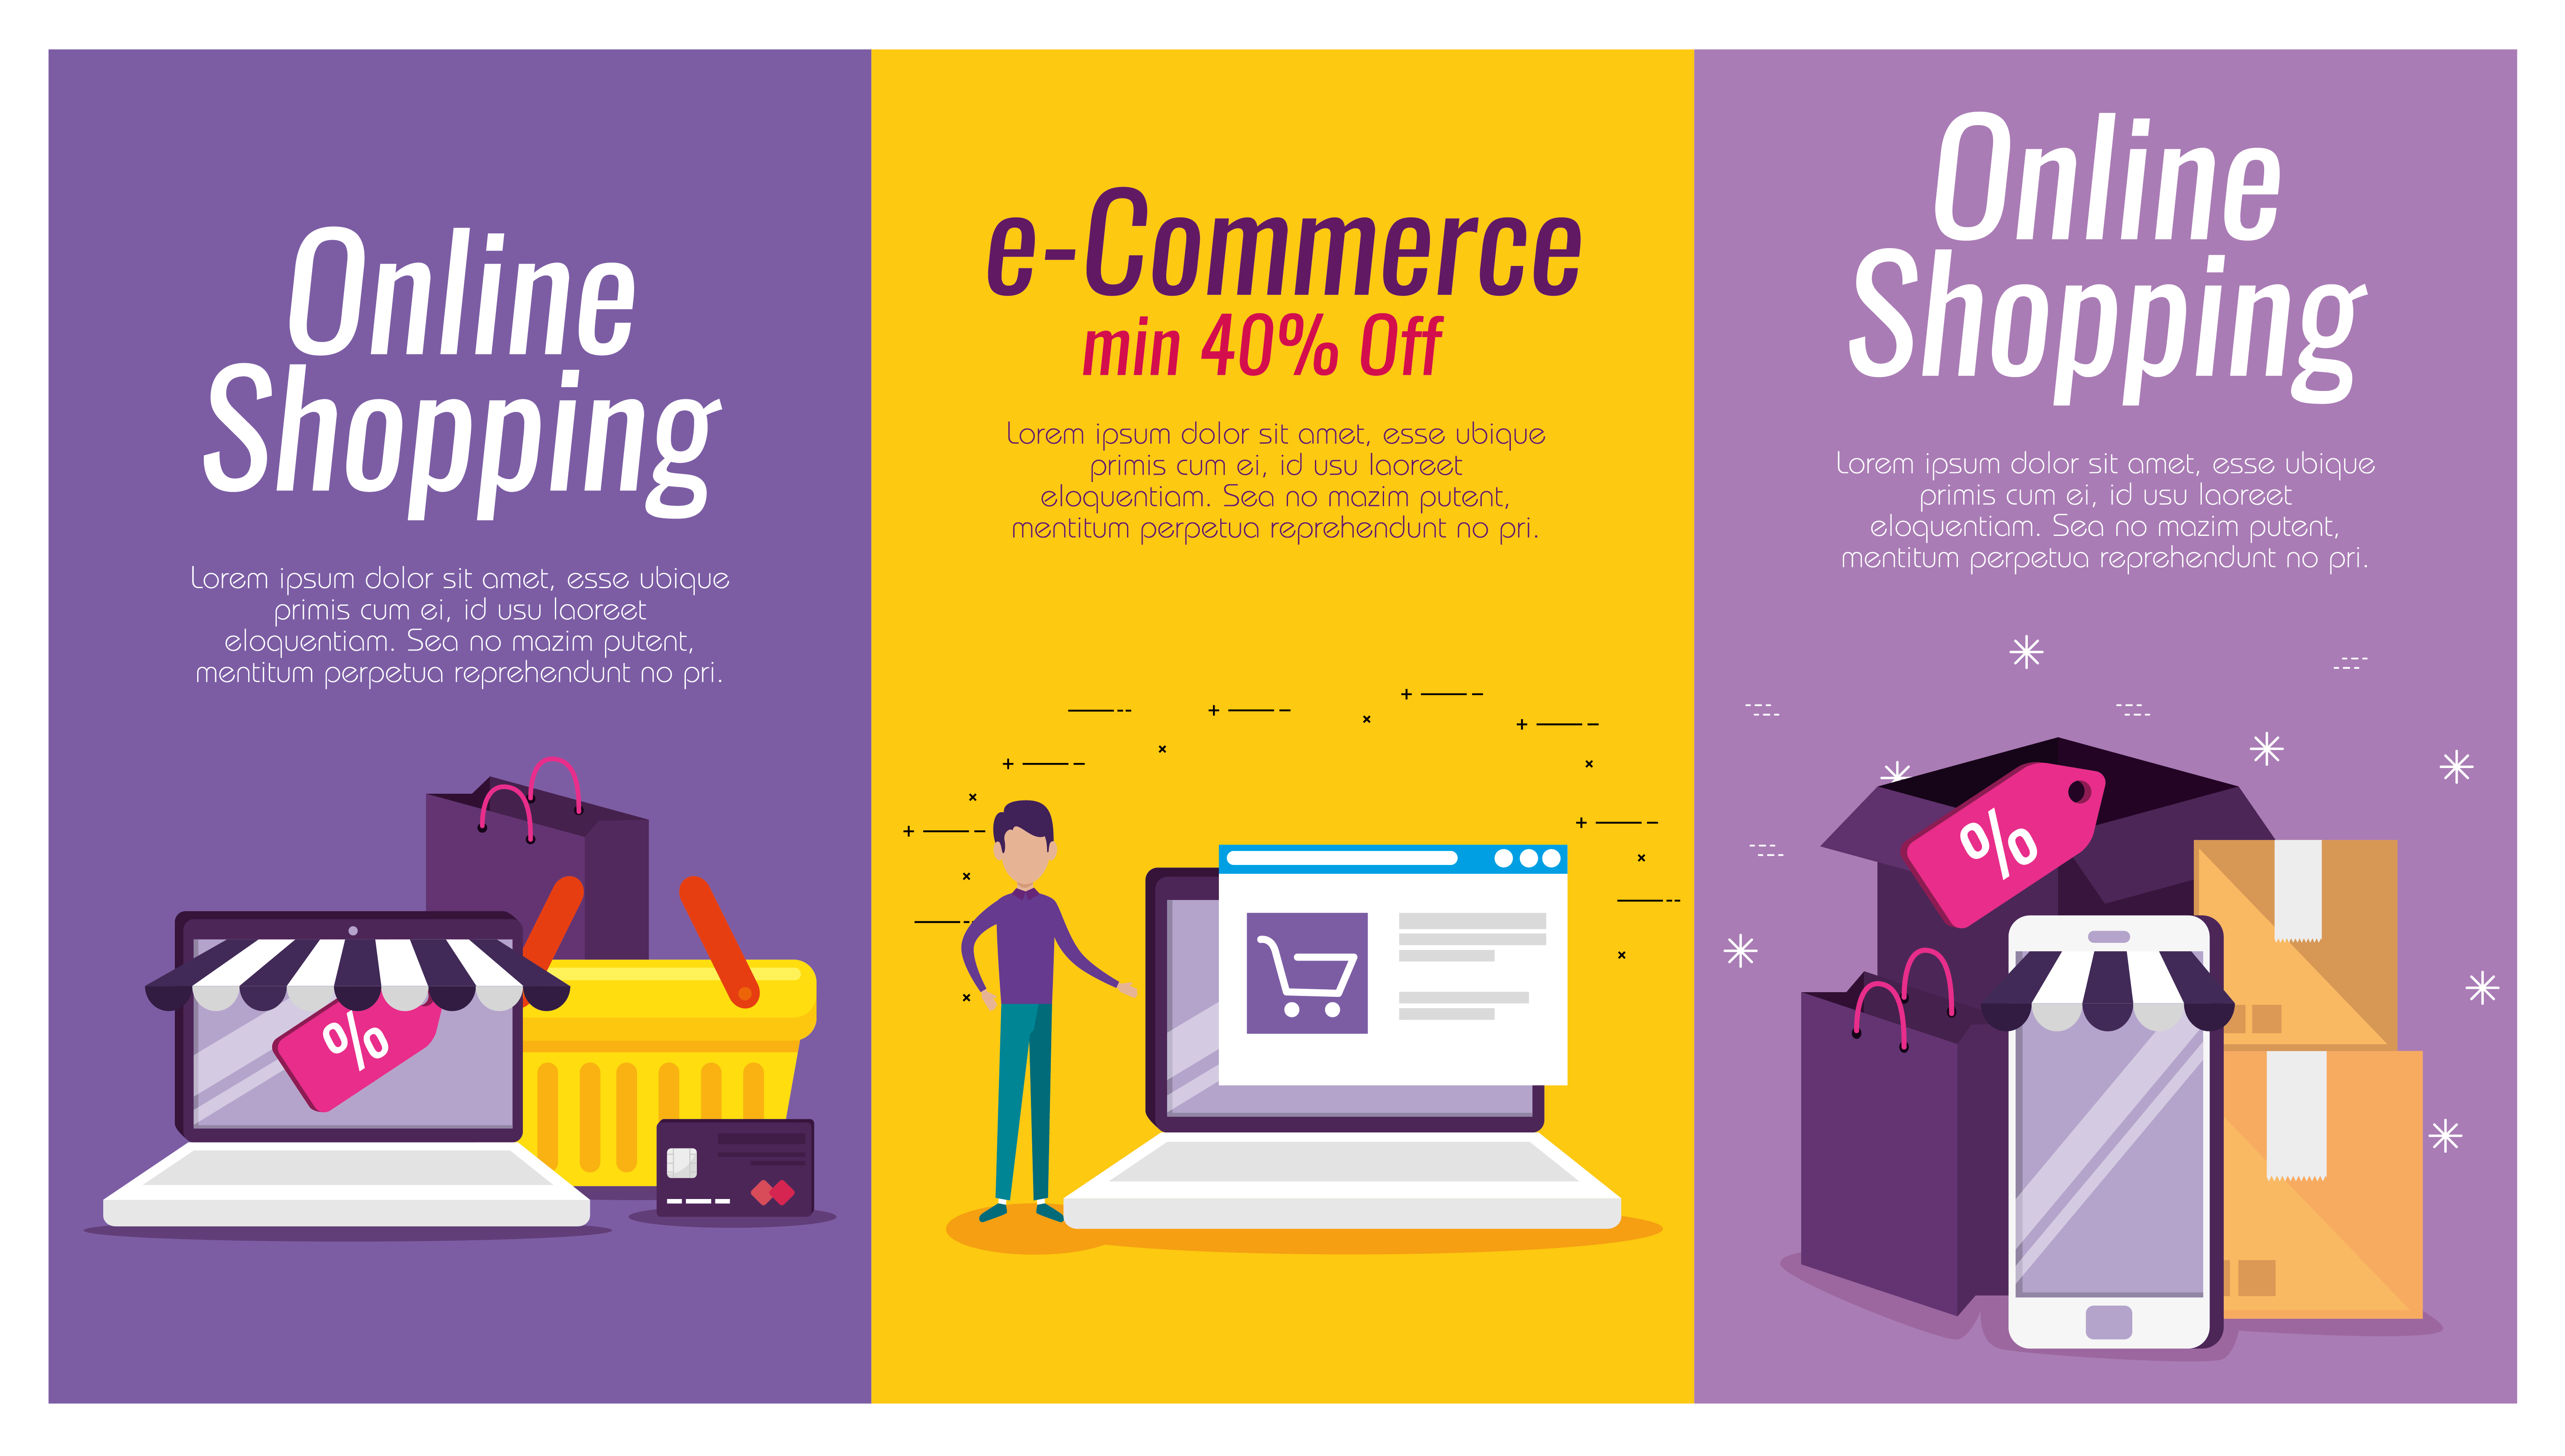 Online
Shopping
Lorem ipsum dolor sit amet, esse ubique
primis cum ei, id usu laoreet
eloquentiam. Sea no mazim putent,
mentitum perpetua reprehendunt no pri.
%
e-Commerce
min 40% Off
Lorem ipsum dolor sit amet, esse ubique
primis cum ei, id usu laoreet
eloquentiam. Sea no mazim putent,
mentitum perpetua reprehendunt no pri.
Online
Shopping
Lorem ipsum dolor sit amet, esse ubique
primis cum ei, id usu laoreet
eloquentiam. Sea no mazim putent,
mentitum perpetua reprehendunt no pri.
%